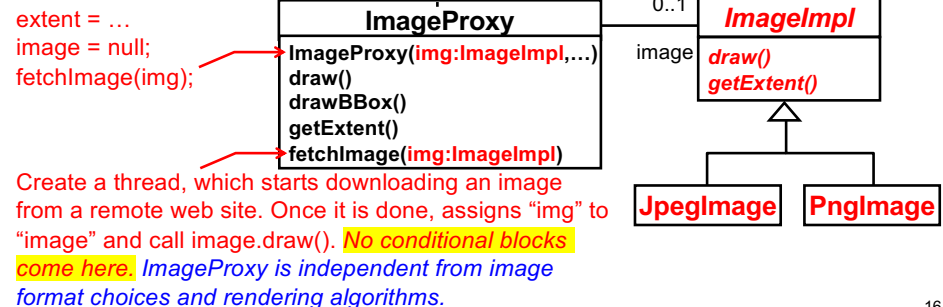 extent = …
image = null;
fetchImage(img);
ImageProxy
ImageProxy(img:ImageImpl,…)
draw()
drawBBox()
getExtent()
fetchImage(img:ImageImpl)
0..1
image
ImageImpl
draw()
getExtent()
JpegImage
PngImage
Create a thread, which starts downloading an image
from a remote web site. Once it is done, assigns “img” to
“image” and call image.draw(). No conditional blocks
come here. ImageProxy is independent from image
format choices and rendering algorithms.
16